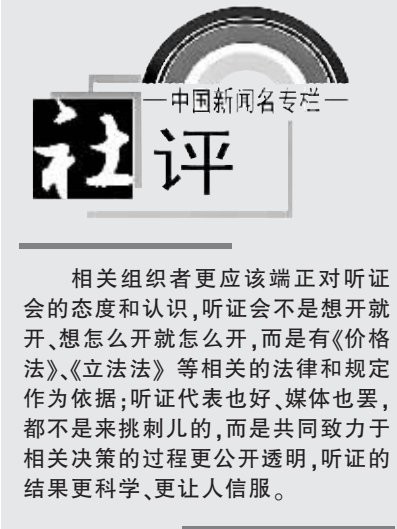 中国新闻名专栏
社评
相关组织者更应该端正对听证
会的态度和认识,听证会不是想开就
开、想怎么开就怎么开,而是有《价格
法》、《立法法》等相关的法律和规定
作为依据;听证代表也好、媒体也罢,
都不是来挑刺儿的,而是共同致力于
相关决策的过程更公开透明,听证的
结果更科学、更让人信服。